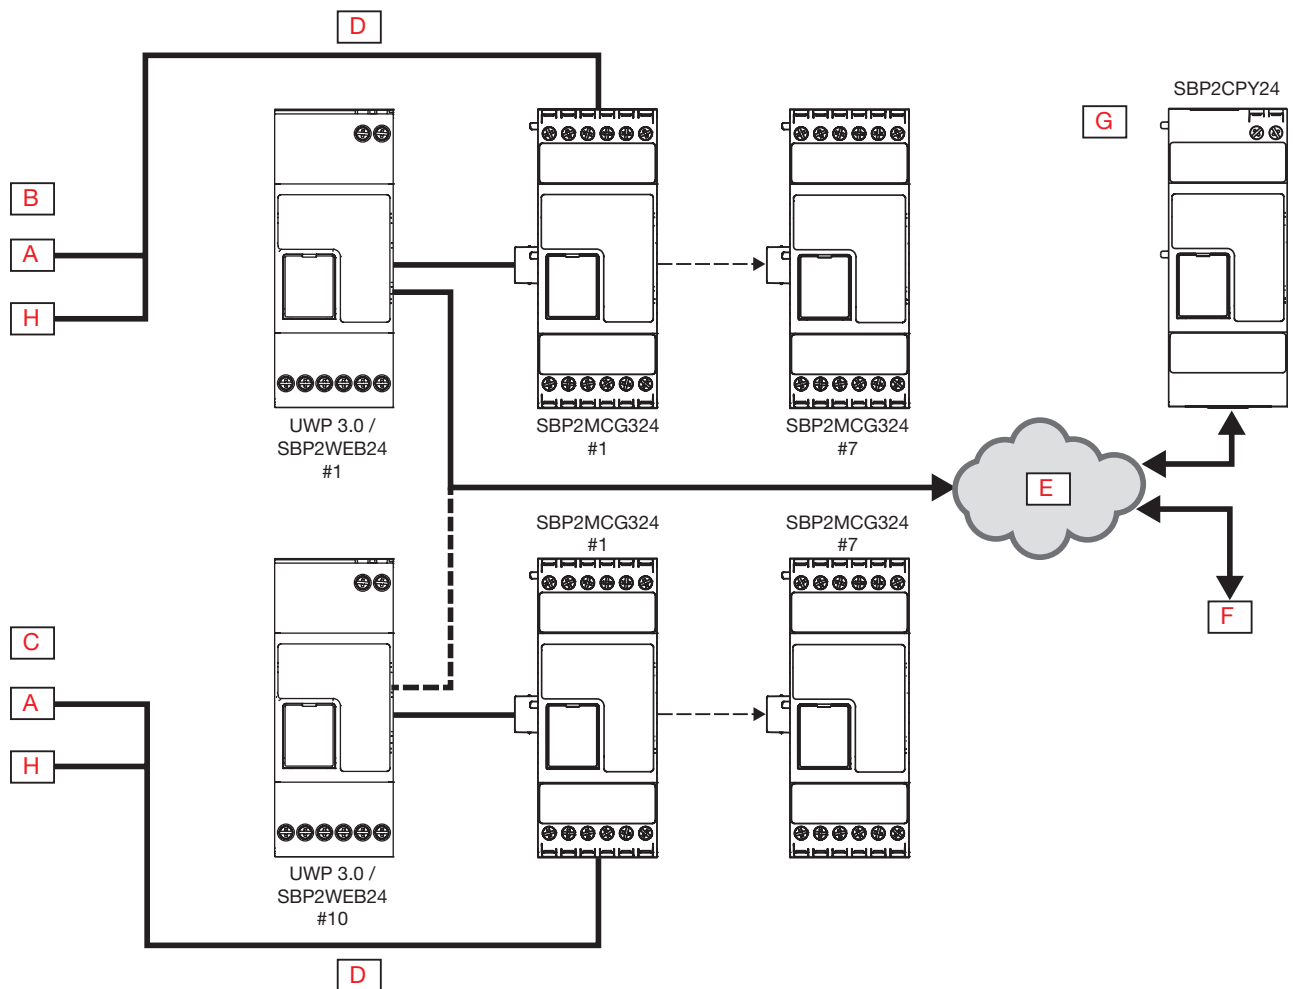 D
SBP2CPY24
G
B
A
H
UWP 3.0 /
SBP2WEB24
#1
SBP2MCG324
#1
SBP2MCG324
#7
E
SBP2MCG324
#1
SBP2MCG324
#7
F
C
A
H
UWP 3.0 /
SBP2WEB24
#10
D